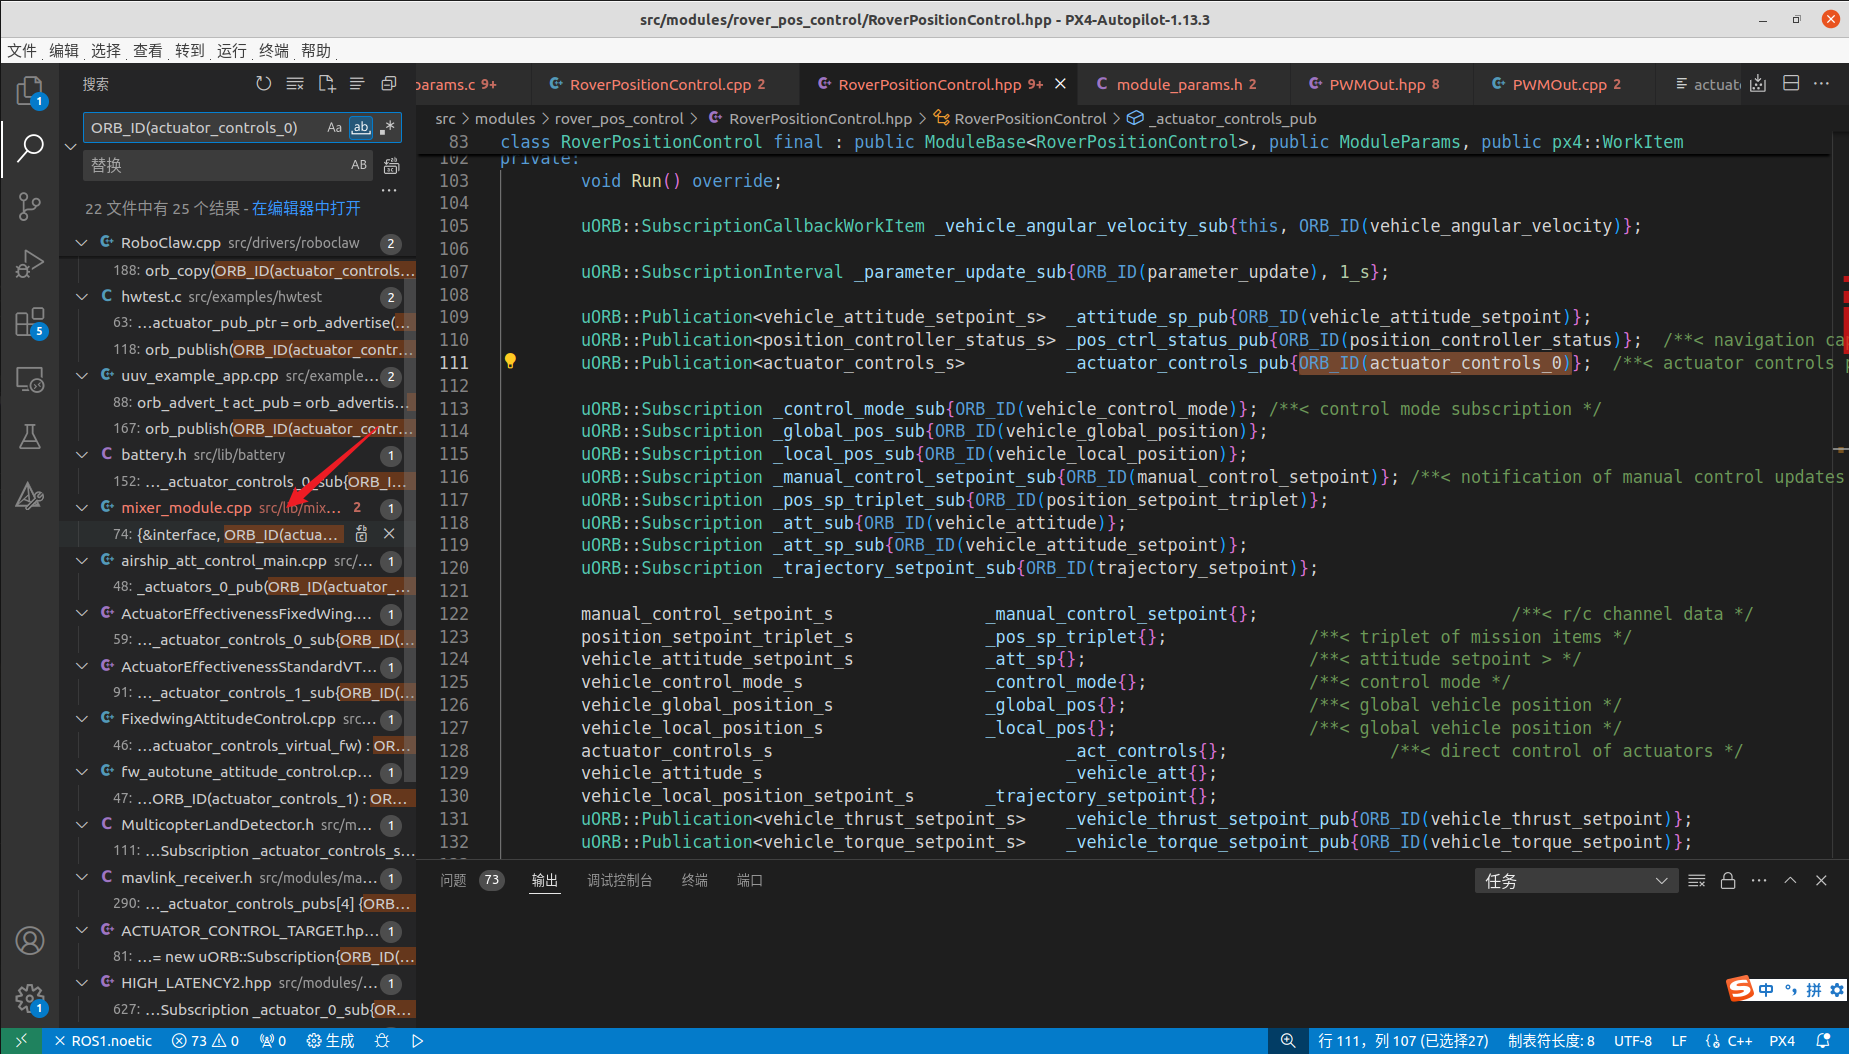 src/modules/rover_pos_control/RoverPositionControl.hpp - PX4-Autopilot-1.13.3
文件 编辑 选择 查看 转到 运行 终端 帮助
搜索
params.c 9+ RoverPositionControl.cpp 2 RoverPositionControl.hpp 9+ module_params.h 2 PWMOut.hpp 8 PWMOut.cpp 2 actuat
src > modules > rover_pos_control > RoverPositionControl.hpp > RoverPositionControl > _actuator_controls_pub
ORB_ID(actuator_controls_0) Aa ab .*
替换 AB
22 文件中有 25 个结果 - 在编辑器中打开
RoboClaw.cpp src/drivers/roboclaw 2
188: orb_copy(ORB_ID(actuator_controls...
hwtest.c src/examples/hwtest 2
63: ...actuator_pub_ptr = orb_advertise(...
118: orb_publish(ORB_ID(actuator_contr...
uuv_example_app.cpp src/example... 2
88: orb_advert_t act_pub = orb_advertis...
167: orb_publish(ORB_ID(actuator_contr...
battery.h src/lib/battery 1
152: ..._actuator_controls_0_sub{ORB_I...
mixer_module.cpp src/lib/mix... 2 1
74: {&interface, ORB_ID(actua...
airship_att_control_main.cpp src/... 1
48: _actuators_0_pub(ORB_ID(actuator_...
ActuatorEffectivenessFixedWing.... 1
59: ..._actuator_controls_0_sub{ORB_ID(...
ActuatorEffectivenessStandardVT... 1
91: ..._actuator_controls_1_sub{ORB_ID(...
FixedwingAttitudeControl.cpp src... 1
46: ...actuator_controls_virtual_fw) : OR...
fw_autotune_attitude_control.cp... 1
47: ...ORB_ID(actuator_controls_1) : OR...
MulticopterLandDetector.h src/m... 1
111: ...Subscription _actuator_controls_s...
mavlink_receiver.h src/modules/ma... 1
290: ..._actuator_controls_pubs[4] {ORB...
ACTUATOR_CONTROL_TARGET.hp... 1
81: ...= new uORB::Subscription{ORB_ID(...
HIGH_LATENCY2.hpp src/modules/... 1
627: ...Subscription _actuator_0_sub{OR...
83 class RoverPositionControl final : public ModuleBase<RoverPositionControl>, public ModuleParams, public px4::WorkItem
102 private:
103 void Run() override;
104
105 uORB::SubscriptionCallbackWorkItem _vehicle_angular_velocity_sub{this, ORB_ID(vehicle_angular_velocity)};
106
107 uORB::SubscriptionInterval _parameter_update_sub{ORB_ID(parameter_update), 1_s};
108
109 uORB::Publication<vehicle_attitude_setpoint_s> _attitude_sp_pub{ORB_ID(vehicle_attitude_setpoint)};
110 uORB::Publication<position_controller_status_s> _pos_ctrl_status_pub{ORB_ID(position_controller_status)}; /**< navigation ca
111 uORB::Publication<actuator_controls_s> _actuator_controls_pub{ORB_ID(actuator_controls_0)}; /**< actuator controls p
112
113 uORB::Subscription _control_mode_sub{ORB_ID(vehicle_control_mode)}; /**< control mode subscription */
114 uORB::Subscription _global_pos_sub{ORB_ID(vehicle_global_position)};
115 uORB::Subscription _local_pos_sub{ORB_ID(vehicle_local_position)};
116 uORB::Subscription _manual_control_setpoint_sub{ORB_ID(manual_control_setpoint)}; /**< notification of manual control updates
117 uORB::Subscription _pos_sp_triplet_sub{ORB_ID(position_setpoint_triplet)};
118 uORB::Subscription _att_sub{ORB_ID(vehicle_attitude)};
119 uORB::Subscription _att_sp_sub{ORB_ID(vehicle_attitude_setpoint)};
120 uORB::Subscription _trajectory_setpoint_sub{ORB_ID(trajectory_setpoint)};
121
122 manual_control_setpoint_s _manual_control_setpoint{}; /**< r/c channel data */
123 position_setpoint_triplet_s _pos_sp_triplet{}; /**< triplet of mission items */
124 vehicle_attitude_setpoint_s _att_sp{}; /**< attitude setpoint > */
125 vehicle_control_mode_s _control_mode{}; /**< control mode */
126 vehicle_global_position_s _global_pos{}; /**< global vehicle position */
127 vehicle_local_position_s _local_pos{}; /**< global vehicle position */
128 actuator_controls_s _act_controls{}; /**< direct control of actuators */
129 vehicle_attitude_s _vehicle_att{};
130 vehicle_local_position_setpoint_s _trajectory_setpoint{};
131 uORB::Publication<vehicle_thrust_setpoint_s> _vehicle_thrust_setpoint_pub{ORB_ID(vehicle_thrust_setpoint)};
132 uORB::Publication<vehicle_torque_setpoint_s> _vehicle_torque_setpoint_pub{ORB_ID(vehicle_torque_setpoint)};
问题 73 输出 调试控制台 终端 端口 任务
1
5
1
中 °, 拼
ROS1.noetic 73 0 0 生成 行 111，列 107 (已选择27) 制表符长度: 8 UTF-8 LF {} C++ PX4